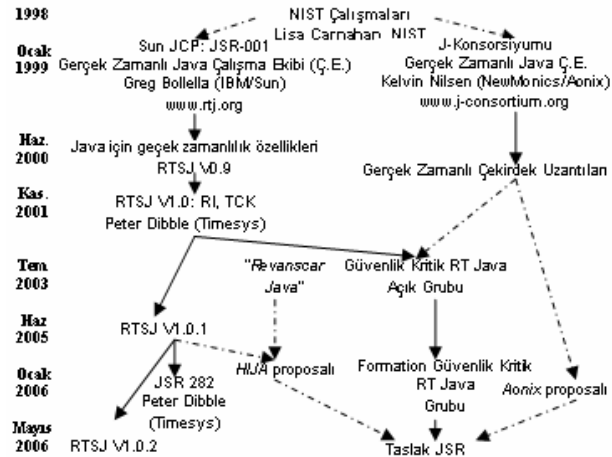 1998
NIST Çalışmaları
Lisa Carnahan NIST
Ocak
1999
Sun JCP: JSR-001
Gerçek Zamanlı Java Çalışma Ekibi (Ç.E.)
Greg Bollella (IBM/Sun)
www.rtj.org
J-Konsorsiyumu
Gerçek Zamanlı Java Ç.E.
Kelvin Nilsen (NewMonics/Aonix)
www.j-consortium.org
Haz.
2000
Java için geçek zamanlılık özellikleri
RTSJ V0.9
Gerçek Zamanlı Çekirdek Uzantıları
Kas.
2001
RTSJ V1.0: RI, TCK
Peter Dibble (Timesys)
Tem
2003
"Revanscar
Java"
Güvenlik Kritik RT Java
Açık Grubu
Haz
2005
RTSJ V1.0.1
Ocak
2006
JSR 282
Peter Dibble
(Timesys)
HIJA proposalı
Formation Güvenlik Kritik
RT Java
Grubu
Aonix proposalı
Mayıs
2006
RTSJ V1.0.2
Taslak JSR